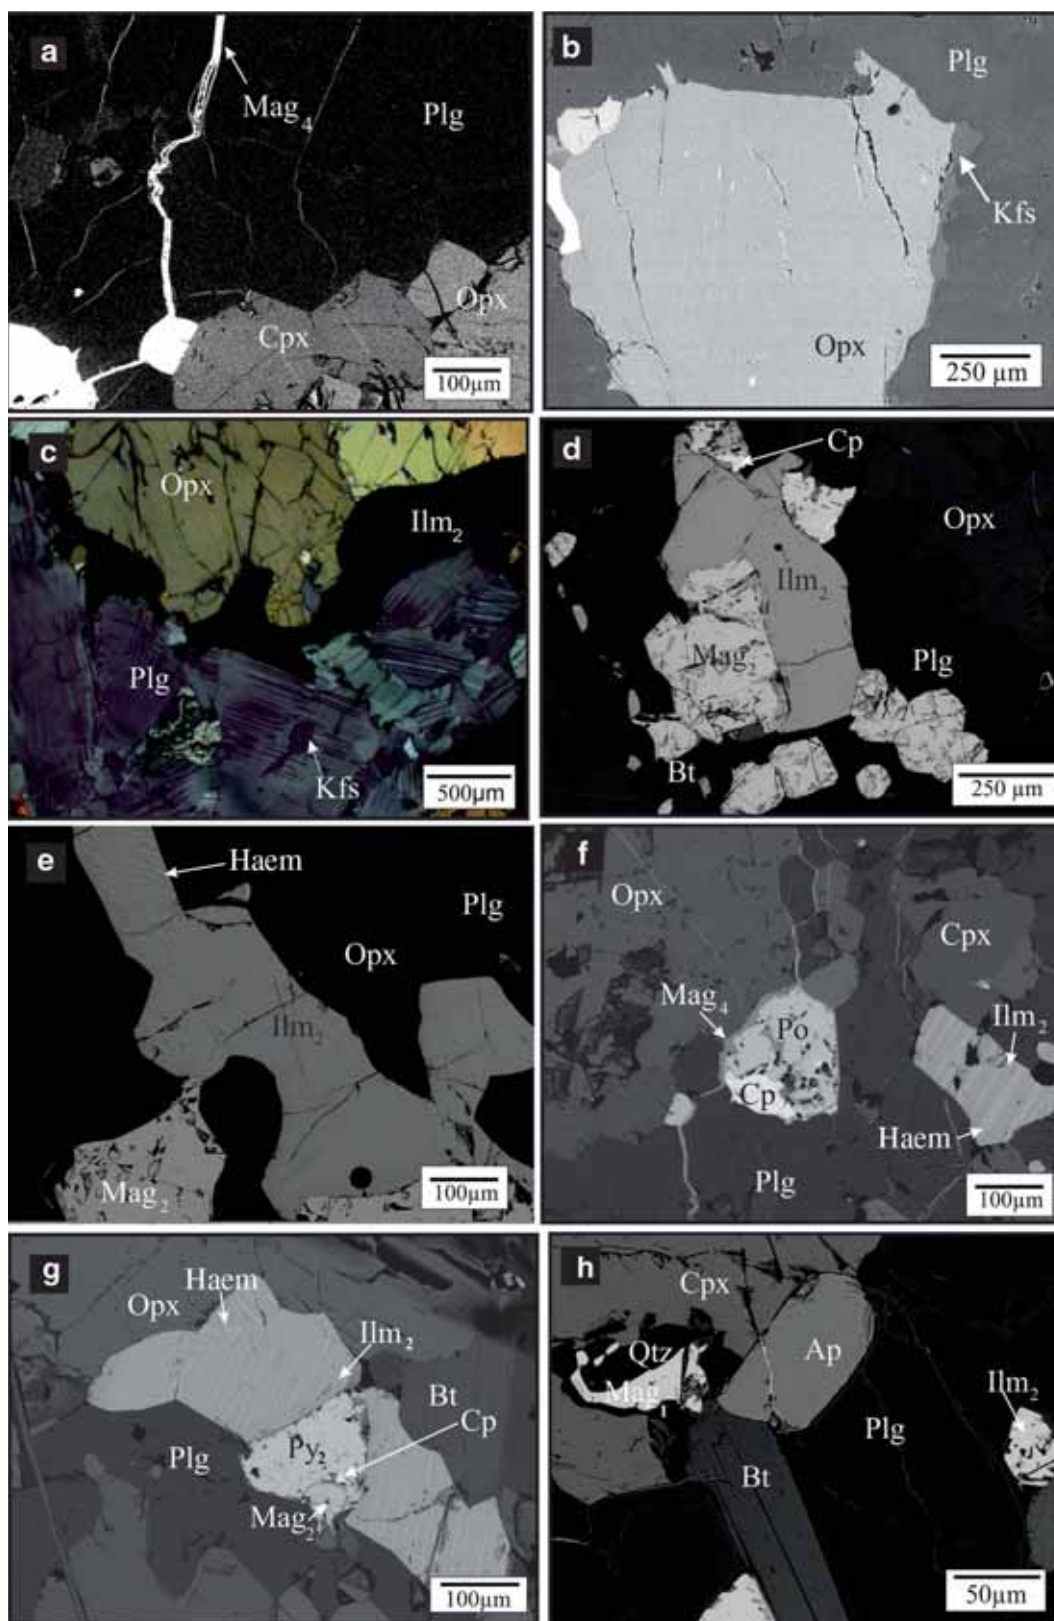 a
Mag4
Plg
Opx
Cpx
100µm
b
Plg
Kfs
Opx
250 µm
c
Opx
Ilm2
Plg
Kfs
500µm
d
Cp
Opx
Ilm2
Mag2
Plg
Bt
250 µm
e
Haem
Plg
Opx
Ilm2
Mag2
100µm
f
Opx
Cpx
Mag4
Ilm2
Po
Cp
Haem
Plg
100µm
g
Haem
Opx
Ilm2
Bt
Cp
Py2
Plg
Mag2
100µm
h
Cpx
Qtz
Ap
Mag1
Ilm2
Plg
Bt
50µm